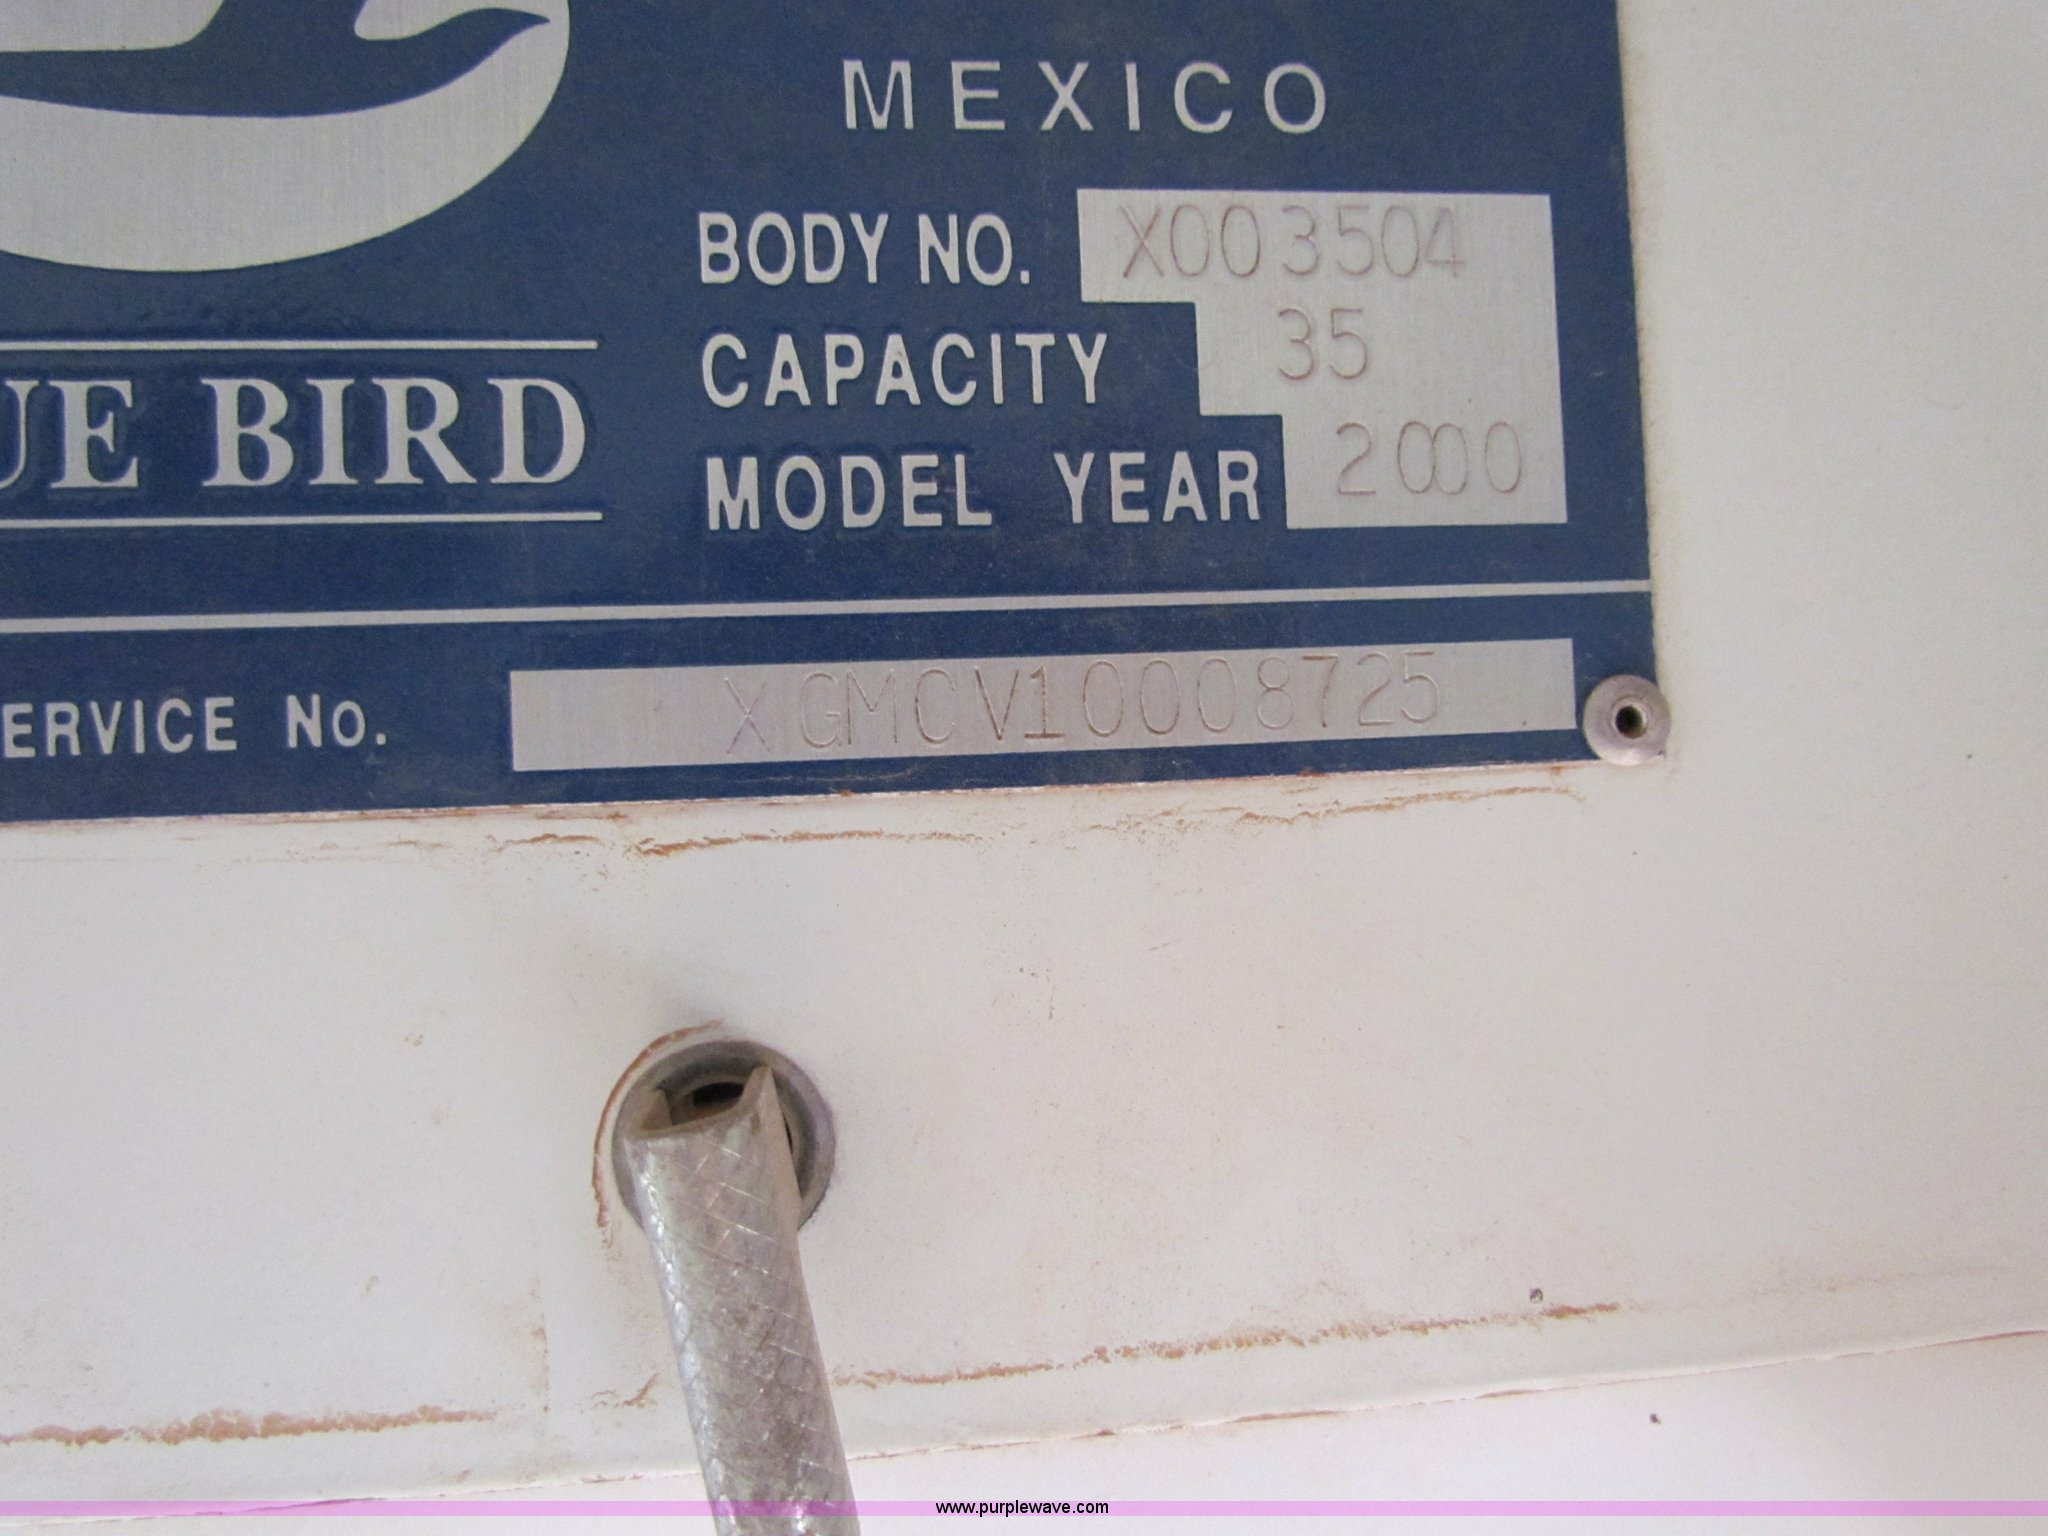 MEXICO
BODY NO. X003504
CAPACITY 35
UE BIRD
MODEL YEAR 2000
ERVICE No. XGMCV10008725
www.purplewave.com